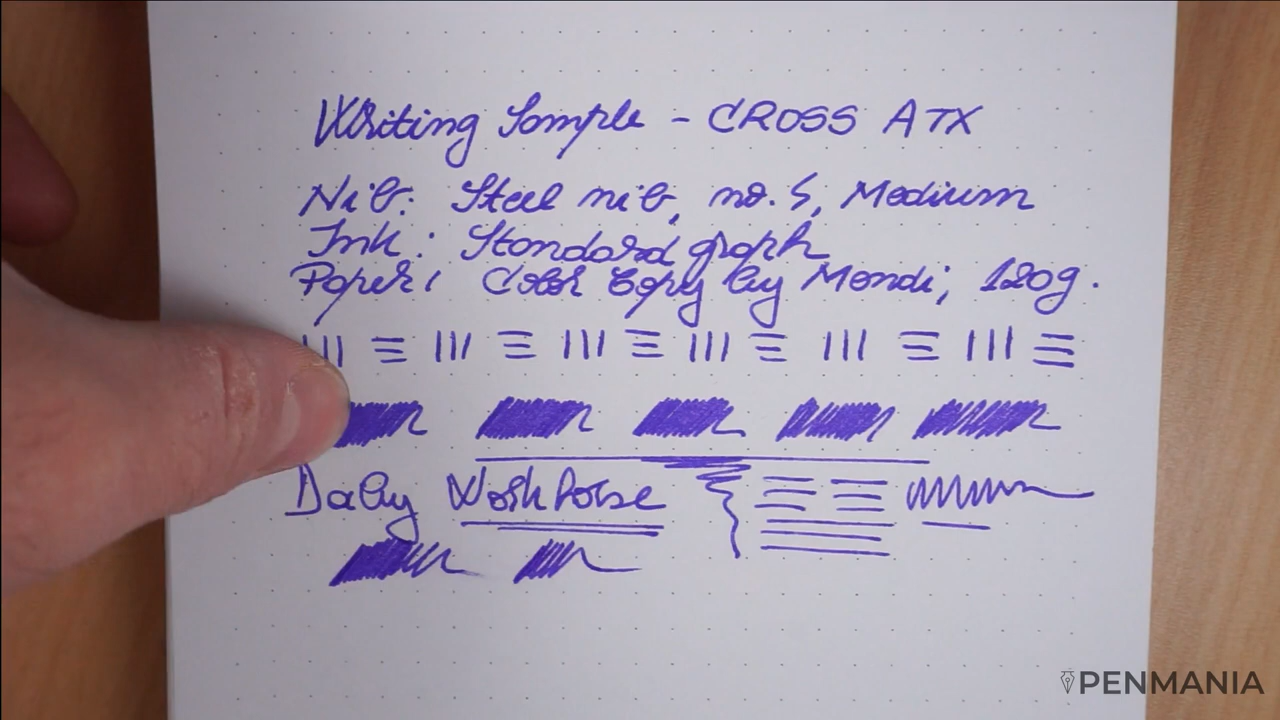 Writing Sample - CROSS ATX
Nib: Steel nib, no. 5, Medium
Ink: Standardgraph
Paper: Color Copy by Mondi, 120g.
Daily Workhorse
PENMANIA